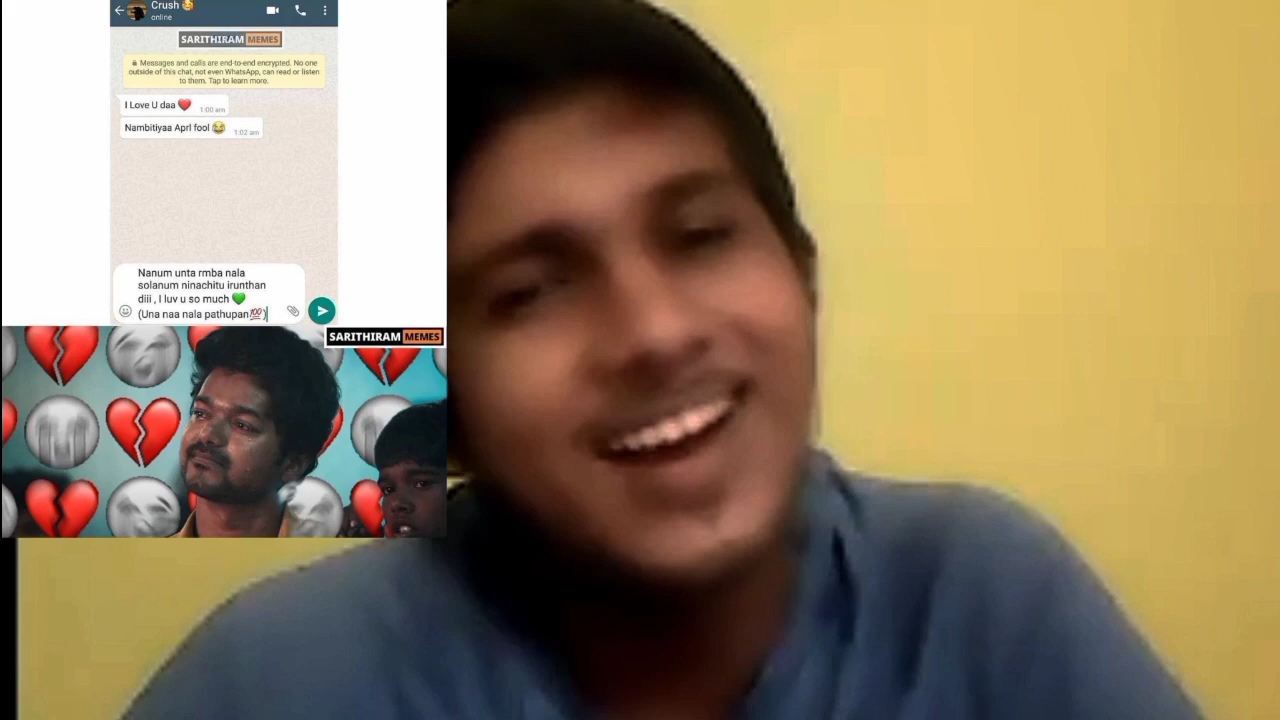 Crush 🥰
online
SARITHIRAM MEMES
🔒 Messages and calls are end-to-end encrypted. No one
outside of this chat, not even WhatsApp, can read or listen
to them. Tap to learn more.
I Love U daa ❤️ 1:00 am
Nambitiyaa Aprl fool 😂 1:02 am
Nanum unta rmba nala
solanum ninachitu irunthan
diii , I luv u so much 💚
(Una naa nala pathupan💯)
SARITHIRAM MEMES